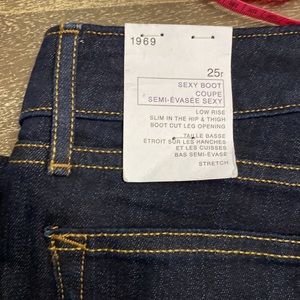 1969
25r
SEXY BOOT
COUPE
SEMI-ÉVASÉE SEXY
LOW RISE
SLIM IN THE HIP & THIGH
BOOT CUT LEG OPENING
TAILLE BASSE
ÉTROIT SUR LES HANCHES
ET LES CUISSES
BAS SEMI-ÉVASÉ
STRETCH